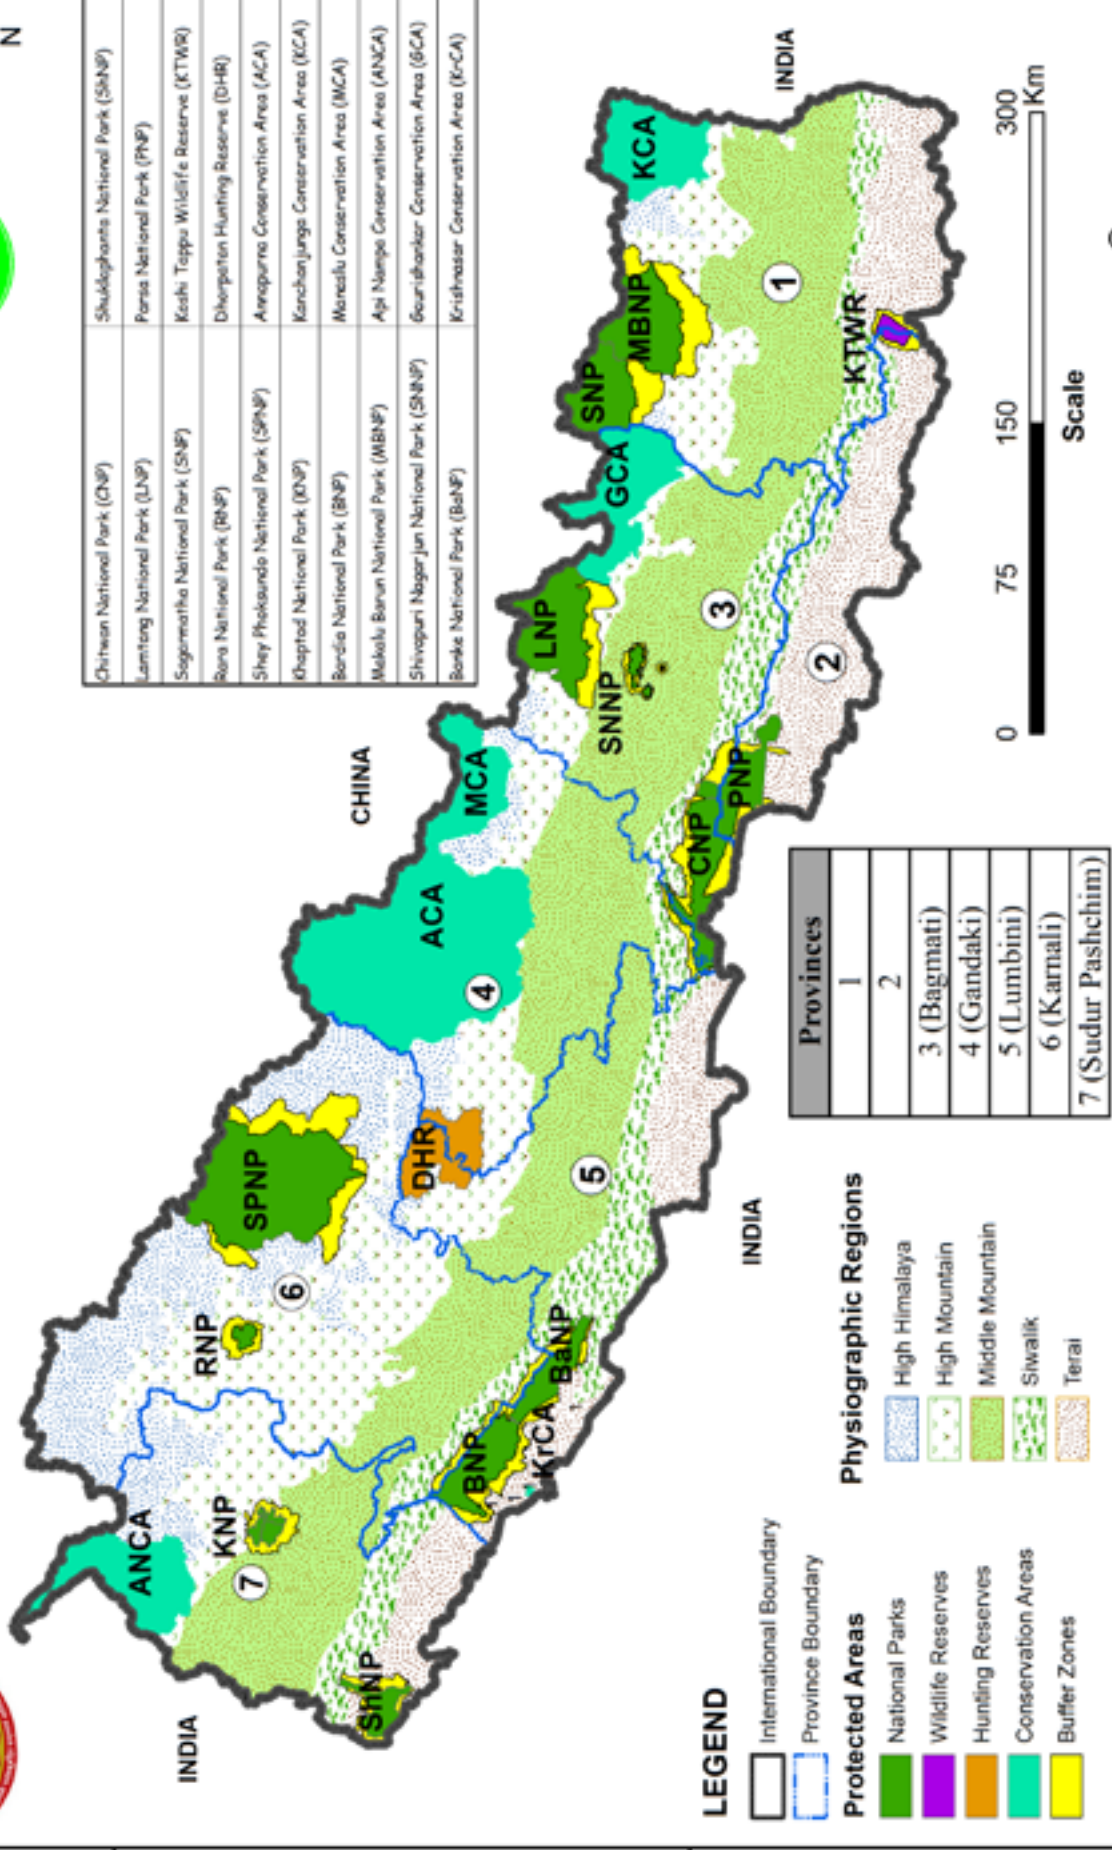 N
Chitwan National Park (CNP) Shuklaphanta National Park (ShNP)
Lamtang National Park (LNP) Parsa National Park (PNP)
Sagarmatha National Park (SNP) Koshi Tappu Wildlife Reserve (KTWR)
Rara National Park (RNP) Dhorpatan Hunting Reserve (DHR)
Shey Phoksundo National Park (SPNP) Annapurna Conservation Area (ACA)
Khaptad National Park (KNP) Kanchanjunga Conservation Area (KCA)
Bardia National Park (BNP) Manaslu Conservation Area (MCA)
Makalu Barun National Park (MBNP) Api Nampa Conservation Area (ANCA)
Shivapuri Nagarjun National Park (SNNP) Gaurishankar Conservation Area (GCA)
Banke National Park (BaNP) Krishnasar Conservation Area (KrCA)
CHINA
INDIA
INDIA
INDIA
ANCA
KNP
7
ShNP
RNP
6
SPNP
BNP
KrCA
BaNP
DHR
5
ACA
4
MCA
CNP
PNP
LNP
SNNP
3
2
GCA
SNP
MBNP
KCA
1
KTWR
LEGEND
International Boundary
Province Boundary
Protected Areas
National Parks
Wildlife Reserves
Hunting Reserves
Conservation Areas
Buffer Zones
Physiographic Regions
High Himalaya
High Mountain
Middle Mountain
Siwalik
Terai
Provinces
1
2
3 (Bagmati)
4 (Gandaki)
5 (Lumbini)
6 (Karnali)
7 (Sudur Pashchim)
0 75 150 300
Km
Scale